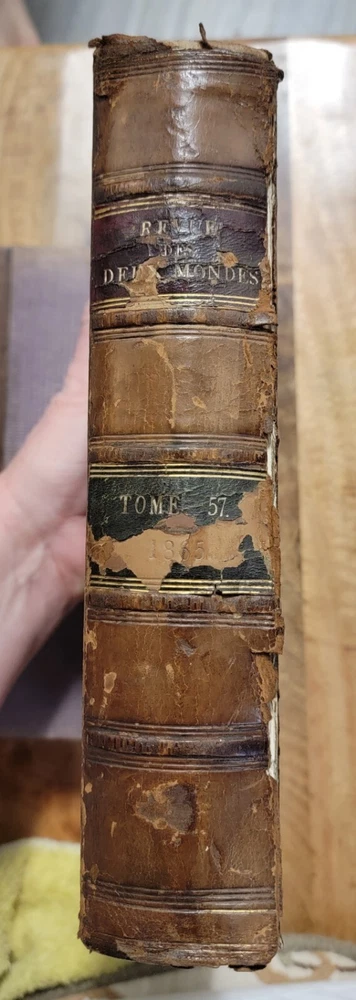 REVUE
DES
DEUX MONDES
TOME 57.
1865